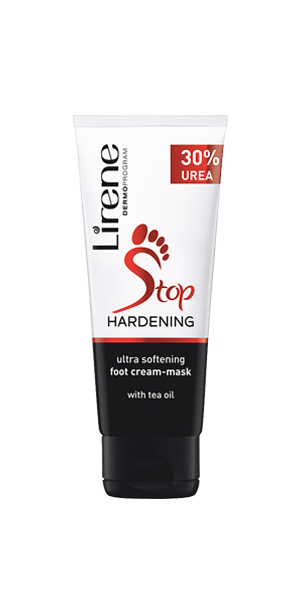 30%
UREA
Lirene
DERMOPROGRAM
Stop
HARDENING
ultra softening
foot cream-mask
with tea oil